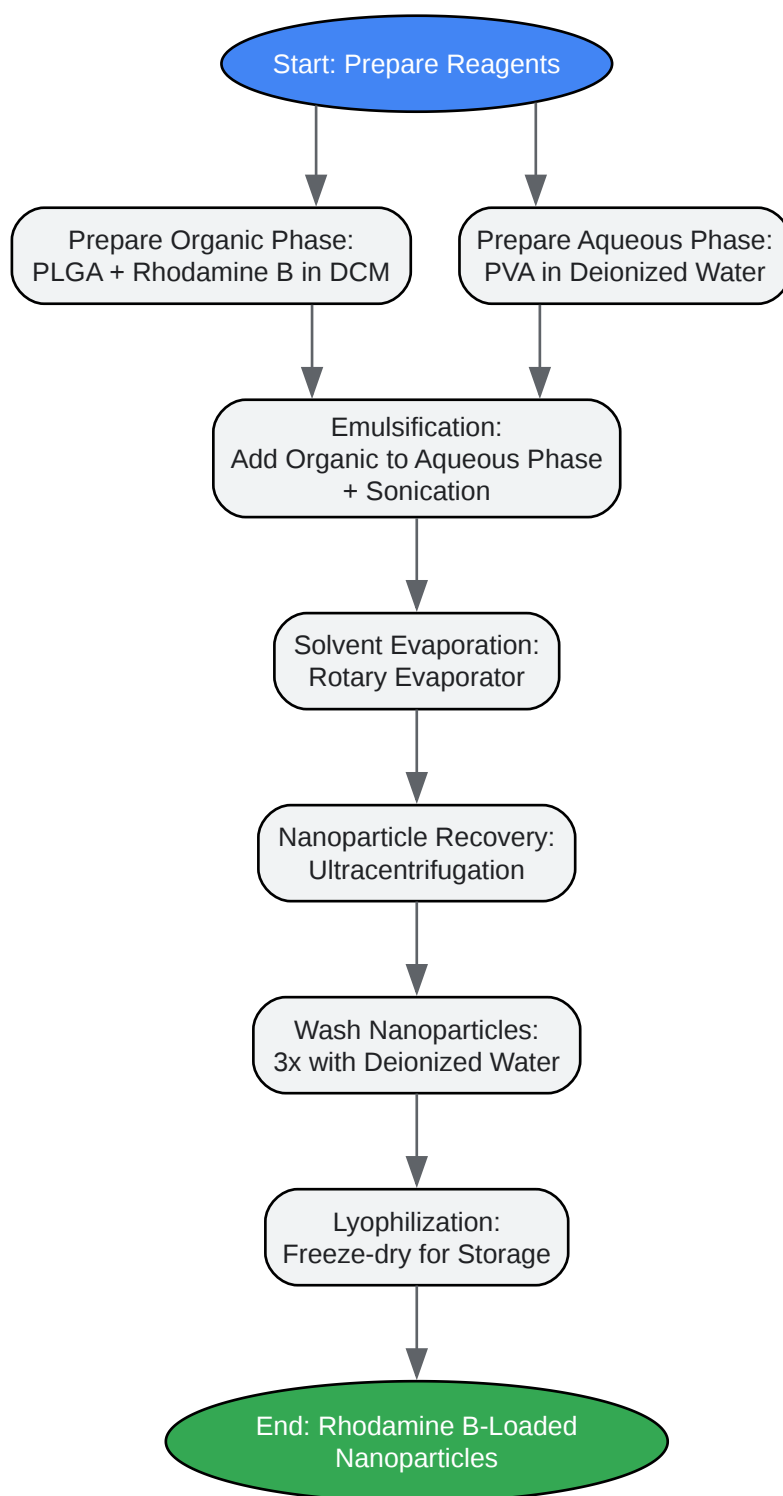 Start: Prepare Reagents
Prepare Organic Phase:
PLGA + Rhodamine B in DCM
Prepare Aqueous Phase:
PVA in Deionized Water
Emulsification:
Add Organic to Aqueous Phase
+ Sonication
Solvent Evaporation:
Rotary Evaporator
Nanoparticle Recovery:
Ultracentrifugation
Wash Nanoparticles:
3x with Deionized Water
Lyophilization:
Freeze-dry for Storage
End: Rhodamine B-Loaded
Nanoparticles